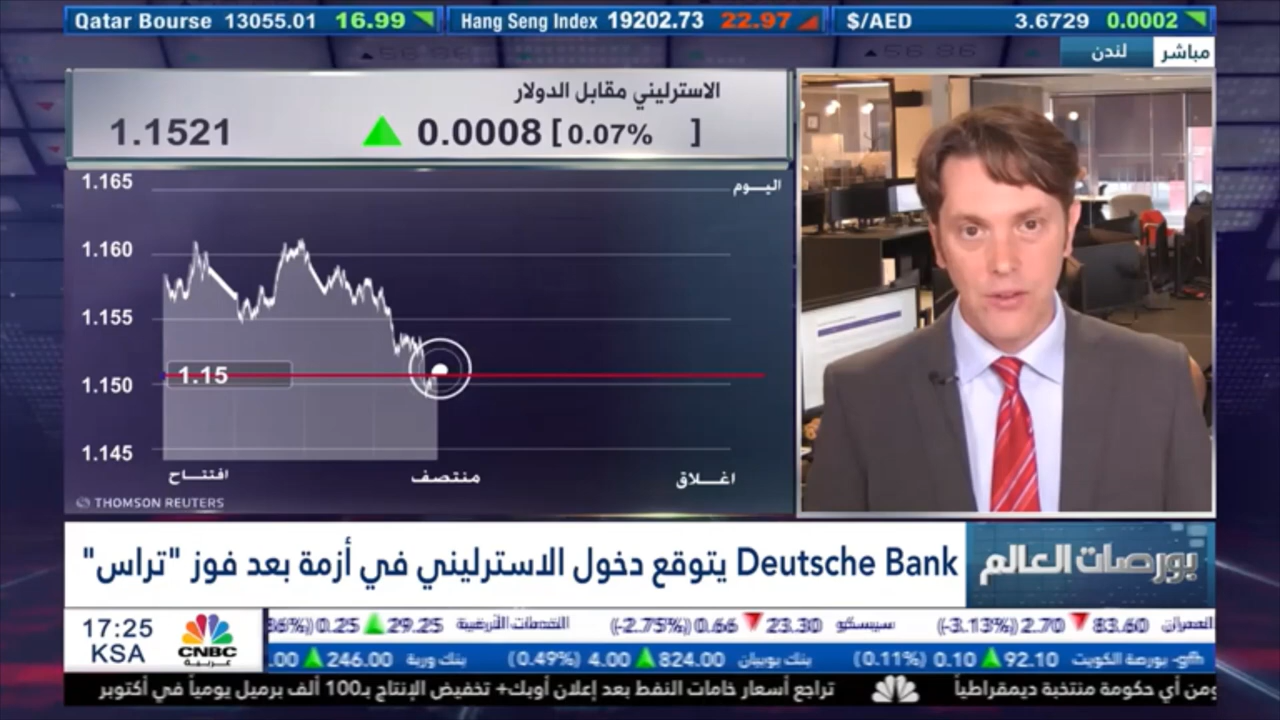 Qatar Bourse 13055.01 16.99
Hang Seng Index 19202.73 22.97
$/AED 3.6729 0.0002
مباشر
لندن
الاسترليني مقابل الدولار
1.1521 0.0008 [ 0.07% ]
اليـــوم
1.165
1.160
1.155
1.15
1.150
1.145
افتتـــاح
منتصف
اغـــلاق
THOMSON REUTERS
بورصات العالم
Deutsche Bank يتوقع دخول الاسترليني في أزمة بعد فوز "تراس"
17:25
KSA
CNBC
عربية
83.60 2.70 (-3.13%) سيسكو 23.30 0.66 (-2.75%) الخدمات الأرضية 29.25 0.25
بورصة الكويت 92.10 0.10 (0.11%) بنك بوبيان 824.00 4.00 (0.49%) بنك وربة 246.00
من أي حكومة منتخبة ديمقراطياً
تراجع أسعار خامات النفط بعد إعلان أوبك+ تخفيض الإنتاج بـ100 ألف برميل يومياً في أكتوبر